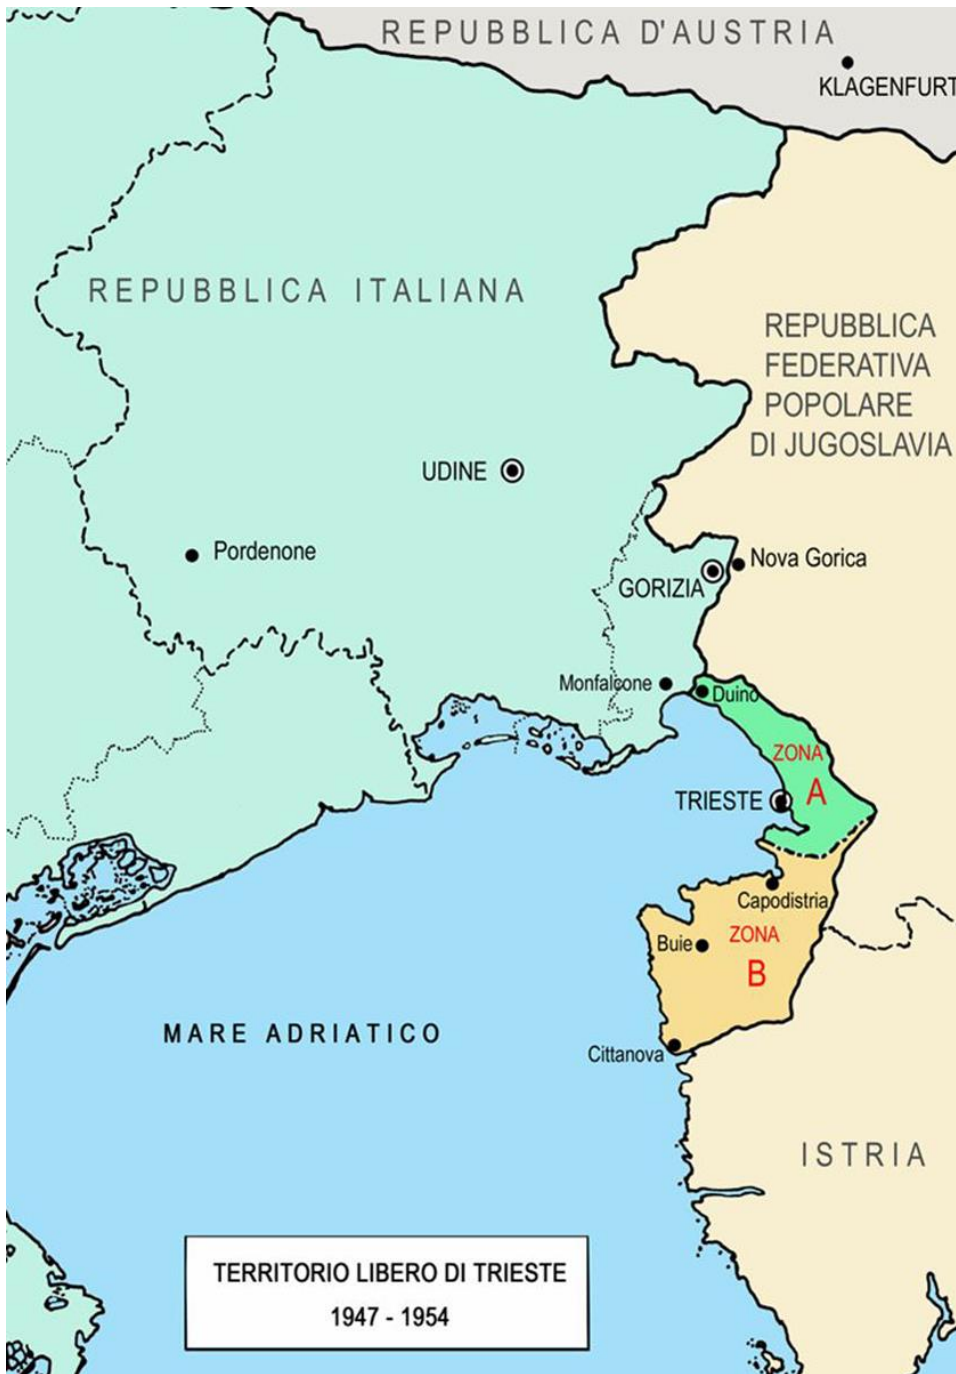 REPUBBLICA D'AUSTRIA
KLAGENFURT
REPUBBLICA ITALIANA
REPUBBLICA
FEDERATIVA
POPOLARE
DI JUGOSLAVIA
UDINE
Pordenone
Nova Gorica
GORIZIA
Monfalcone
Duino
ZONA
A
TRIESTE
Capodistria
Buie
ZONA
B
MARE ADRIATICO
Cittanova
ISTRIA
TERRITORIO LIBERO DI TRIESTE
1947 - 1954